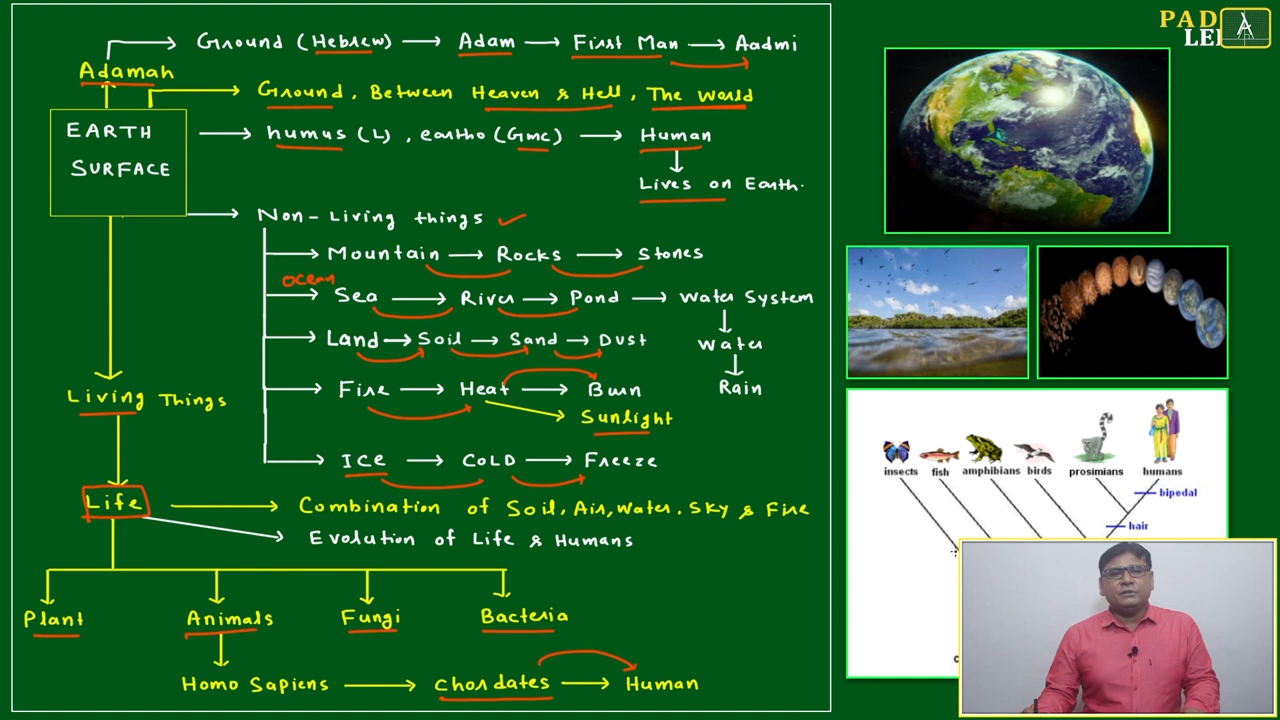 PAD
LE
Ground (Hebrew) → Adam → First Man → Aadmi
Adamah
Ground, Between Heaven & Hell, The World
EARTH
SURFACE
humus (L), eartho (Gmc) → Human
Lives on Earth.
Non-Living things
Mountain → Rocks → Stones
ocean
Sea → River → Pond → Water System
Water
Rain
Land → Soil → Sand → Dust
Fire → Heat → Burn
Sunlight
ICe → COLD → Freeze
Living Things
Life
Combination of Soil, Air, Water, Sky & Fire
Evolution of Life & Humans
Plant Animals Fungi Bacteria
Homo Sapiens → Chordates → Human
insects fish amphibians birds prosimians humans
bipedal
hair